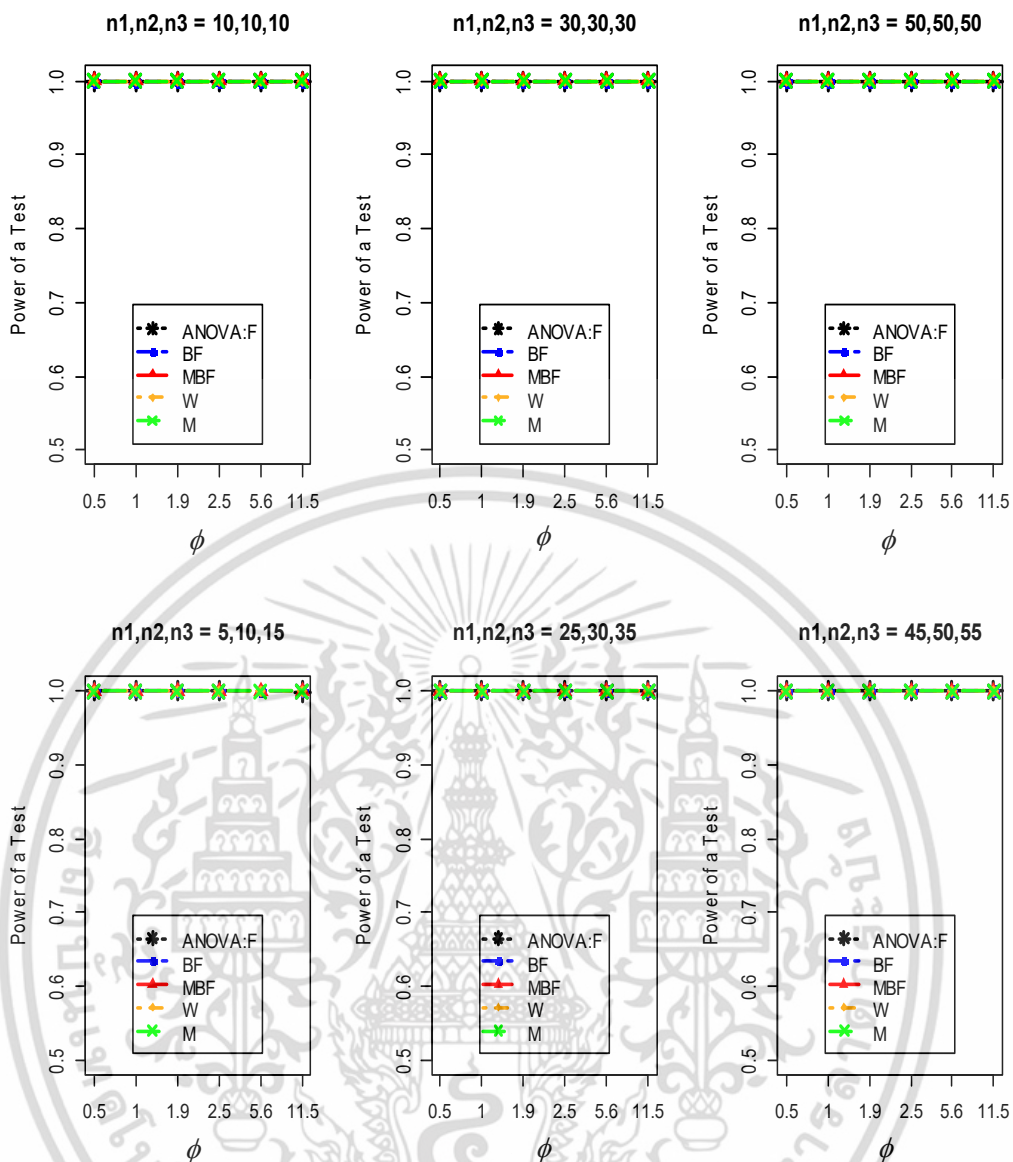 n1,n2,n3 = 10,10,10
Power of a Test
1.0
0.9
0.8
0.7
0.6
0.5
ANOVA:F
BF
MBF
W
M
0.5 1 1.9 2.5 5.6 11.5
ϕ
n1,n2,n3 = 30,30,30
Power of a Test
1.0
0.9
0.8
0.7
0.6
0.5
ANOVA:F
BF
MBF
W
M
0.5 1 1.9 2.5 5.6 11.5
ϕ
n1,n2,n3 = 50,50,50
Power of a Test
1.0
0.9
0.8
0.7
0.6
0.5
ANOVA:F
BF
MBF
W
M
0.5 1 1.9 2.5 5.6 11.5
ϕ
n1,n2,n3 = 5,10,15
Power of a Test
1.0
0.9
0.8
0.7
0.6
0.5
ANOVA:F
BF
MBF
W
M
0.5 1 1.9 2.5 5.6 11.5
ϕ
n1,n2,n3 = 25,30,35
Power of a Test
1.0
0.9
0.8
0.7
0.6
0.5
ANOVA:F
BF
MBF
W
M
0.5 1 1.9 2.5 5.6 11.5
ϕ
n1,n2,n3 = 45,50,55
Power of a Test
1.0
0.9
0.8
0.7
0.6
0.5
ANOVA:F
BF
MBF
W
M
0.5 1 1.9 2.5 5.6 11.5
ϕ